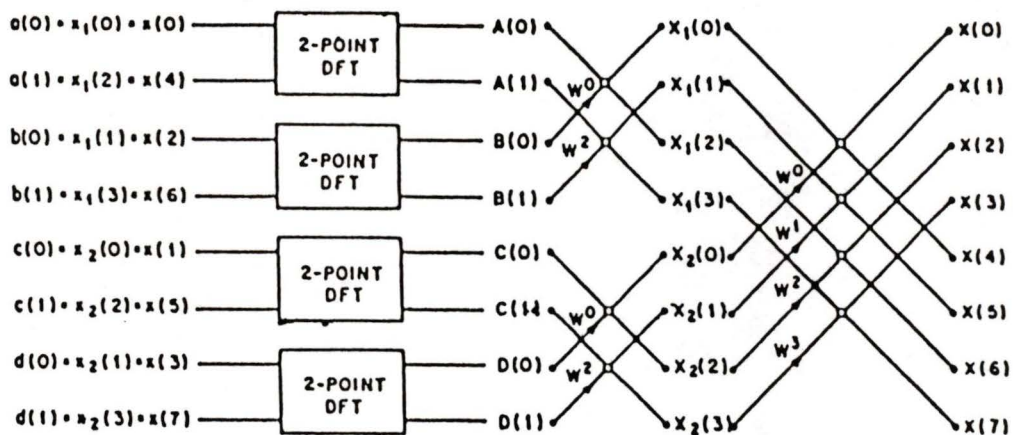 a(0) = x₁(0) = x(0) 2-POINT DFT A(0) X₁(0) X(0)
a(1) = x₁(2) = x(4) A(1) W⁰ X₁(1) X(1)
b(0) = x₁(1) = x(2) 2-POINT DFT B(0) W² X₁(2) W⁰ X(2)
b(1) = x₁(3) = x(6) B(1) X₁(3) W¹ X(3)
c(0) = x₂(0) = x(1) 2-POINT DFT C(0) X₂(0) W² X(4)
c(1) = x₂(2) = x(5) C(1) W⁰ X₂(1) W³ X(5)
d(0) = x₂(1) = x(3) 2-POINT DFT D(0) W² X₂(2) X(6)
d(1) = x₂(3) = x(7) D(1) X₂(3) X(7)